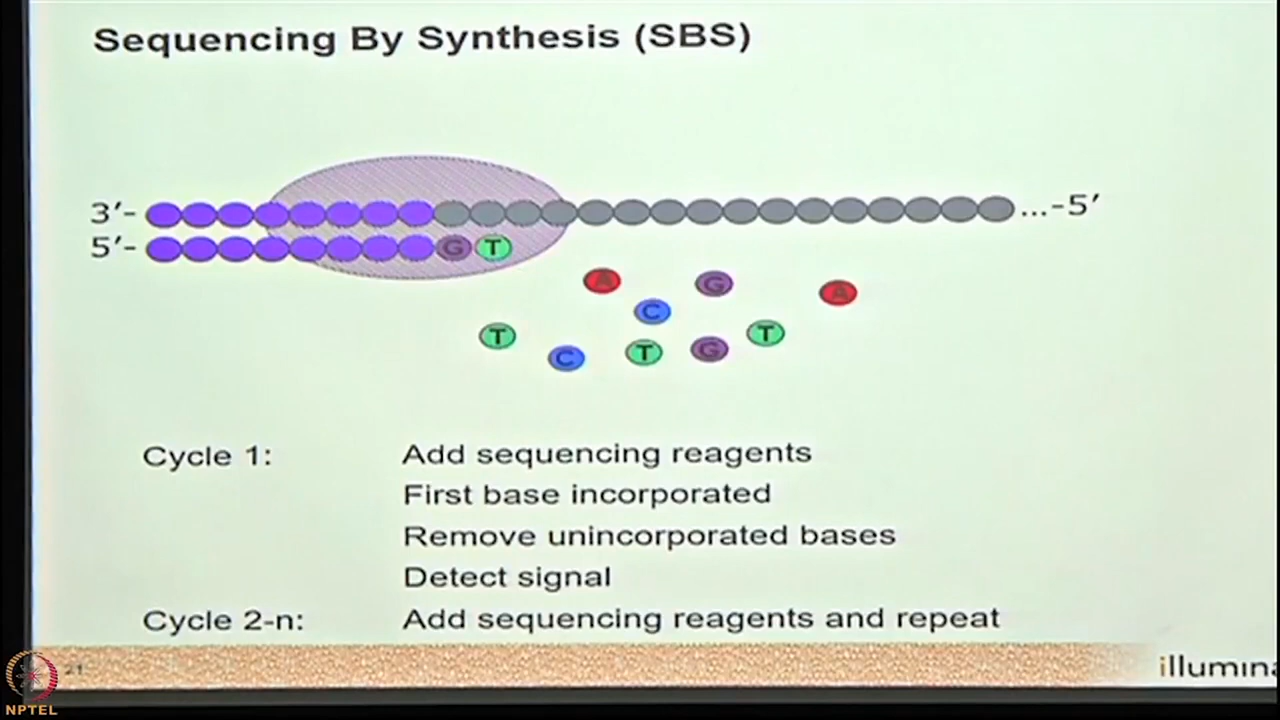 Sequencing By Synthesis (SBS)
3′- ...-5′
5′- G T
A G A
C
T C T G T
Cycle 1: Add sequencing reagents
First base incorporated
Remove unincorporated bases
Detect signal
Cycle 2-n: Add sequencing reagents and repeat
21
illumina
NPTEL